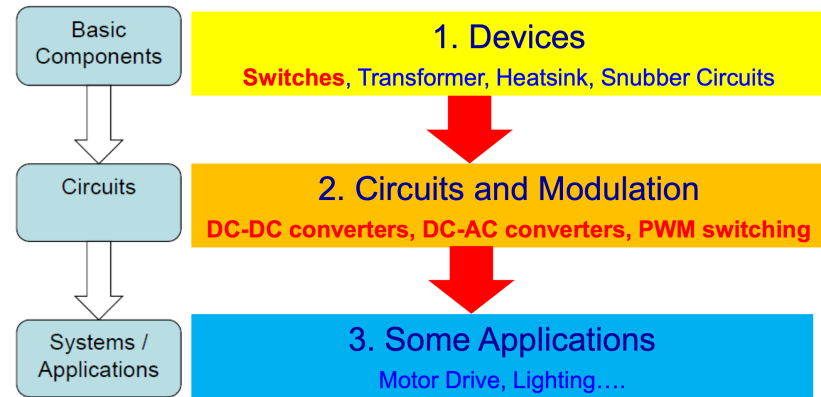 Basic
Components
1. Devices
Switches, Transformer, Heatsink, Snubber Circuits
Circuits
2. Circuits and Modulation
DC-DC converters, DC-AC converters, PWM switching
Systems /
Applications
3. Some Applications
Motor Drive, Lighting….